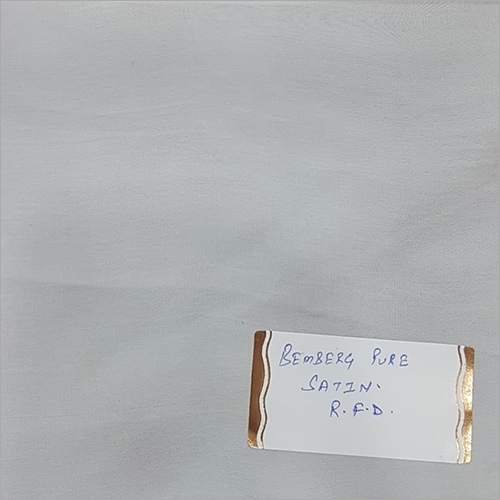 BEMBERG PURE
SATIN.
R.F.D.